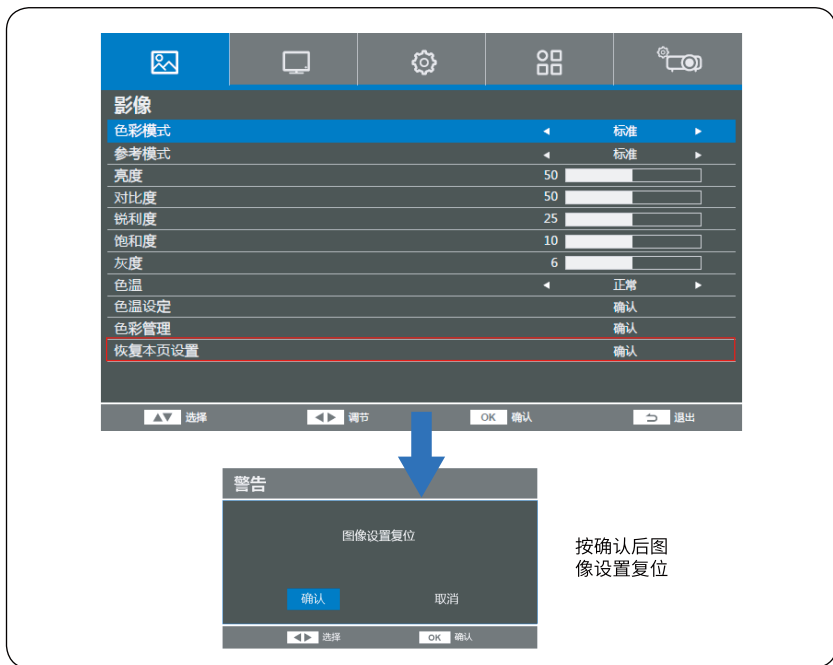 影像
色彩模式 标准
参考模式 标准
亮度 50
对比度 50
锐利度 25
饱和度 10
灰度 6
色温 正常
色温设定 确认
色彩管理 确认
恢复本页设置 确认
选择 调节 OK 确认 退出
警告
图像设置复位
确认 取消
选择 OK 确认
按确认后图
像设置复位